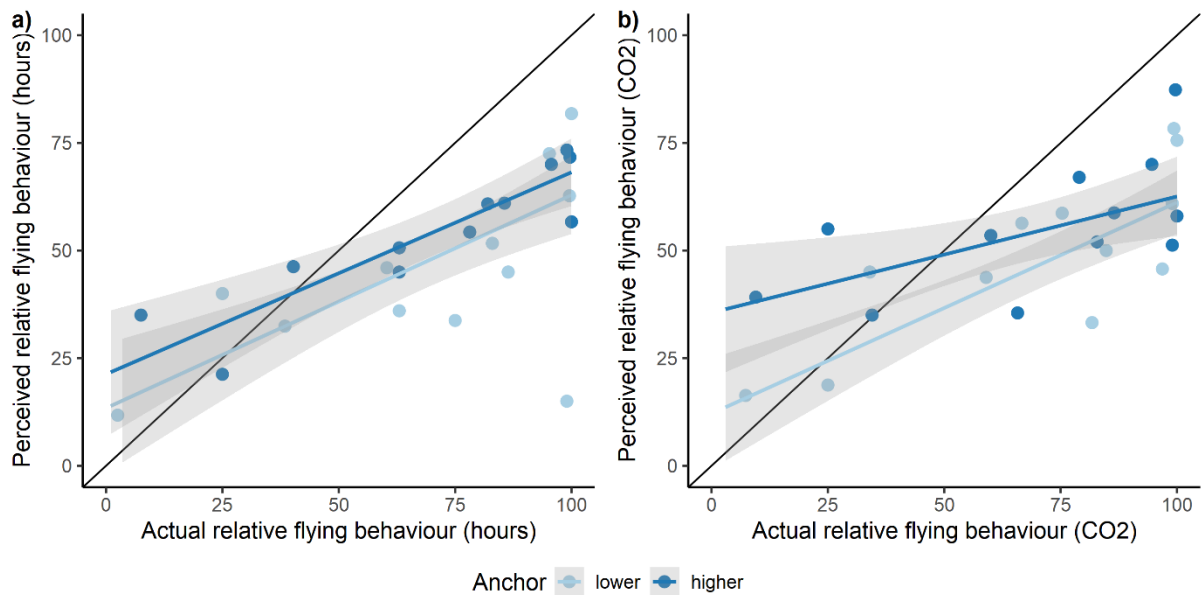 a)
Perceived relative flying behaviour (hours)
100
75
50
25
0
0 25 50 75 100
Actual relative flying behaviour (hours)
b)
Perceived relative flying behaviour (CO2)
100
75
50
25
0
0 25 50 75 100
Actual relative flying behaviour (CO2)
Anchor lower higher